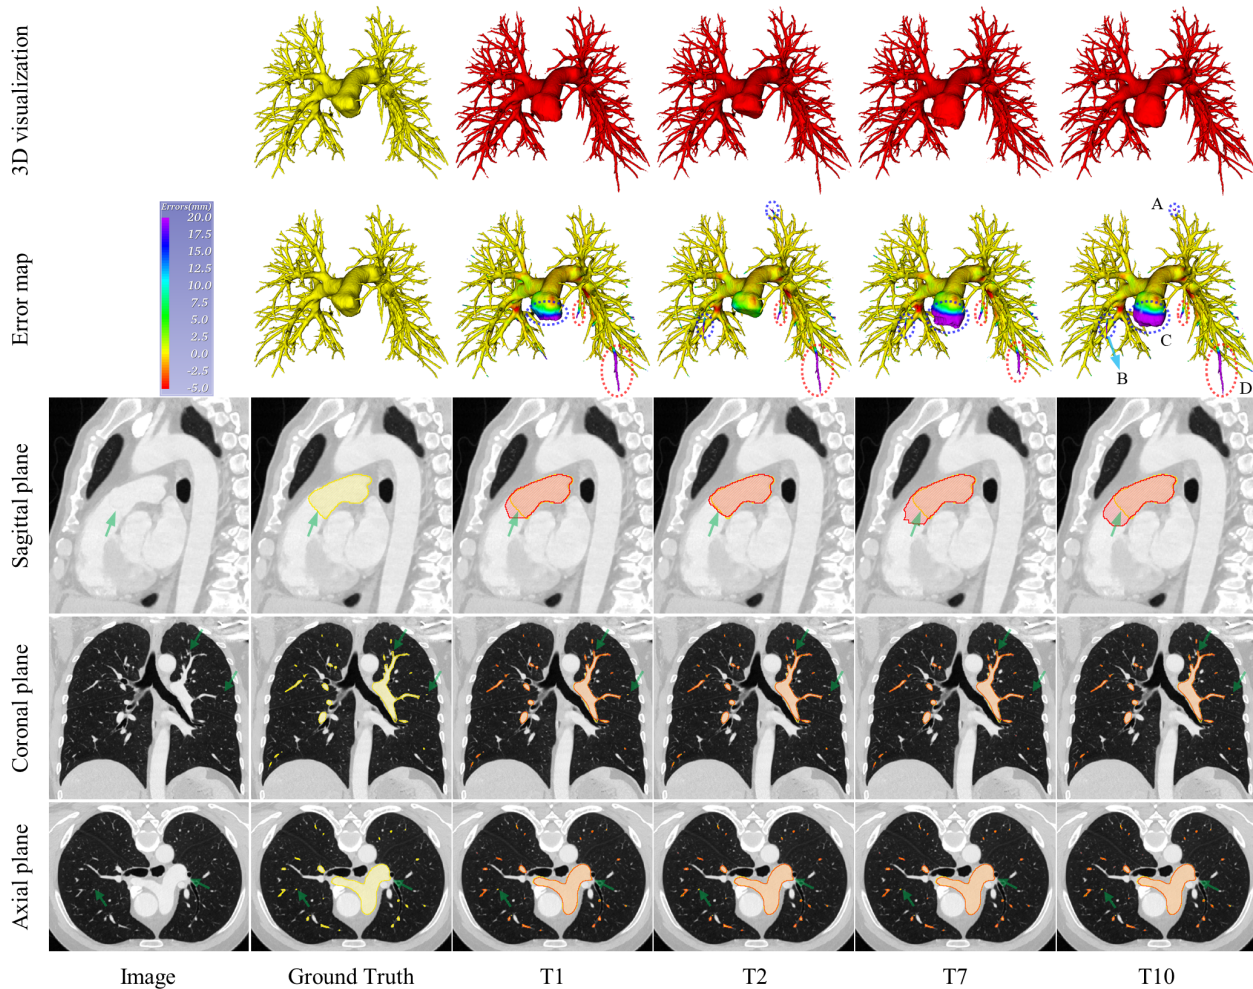 3D visualization
Error map
Errors(mm)
20.0
17.5
15.0
12.5
10.0
7.5
5.0
2.5
0.0
-2.5
-5.0
A
B
C
D
Sagittal plane
Coronal plane
Axial plane
Image
Ground Truth
T1
T2
T7
T10